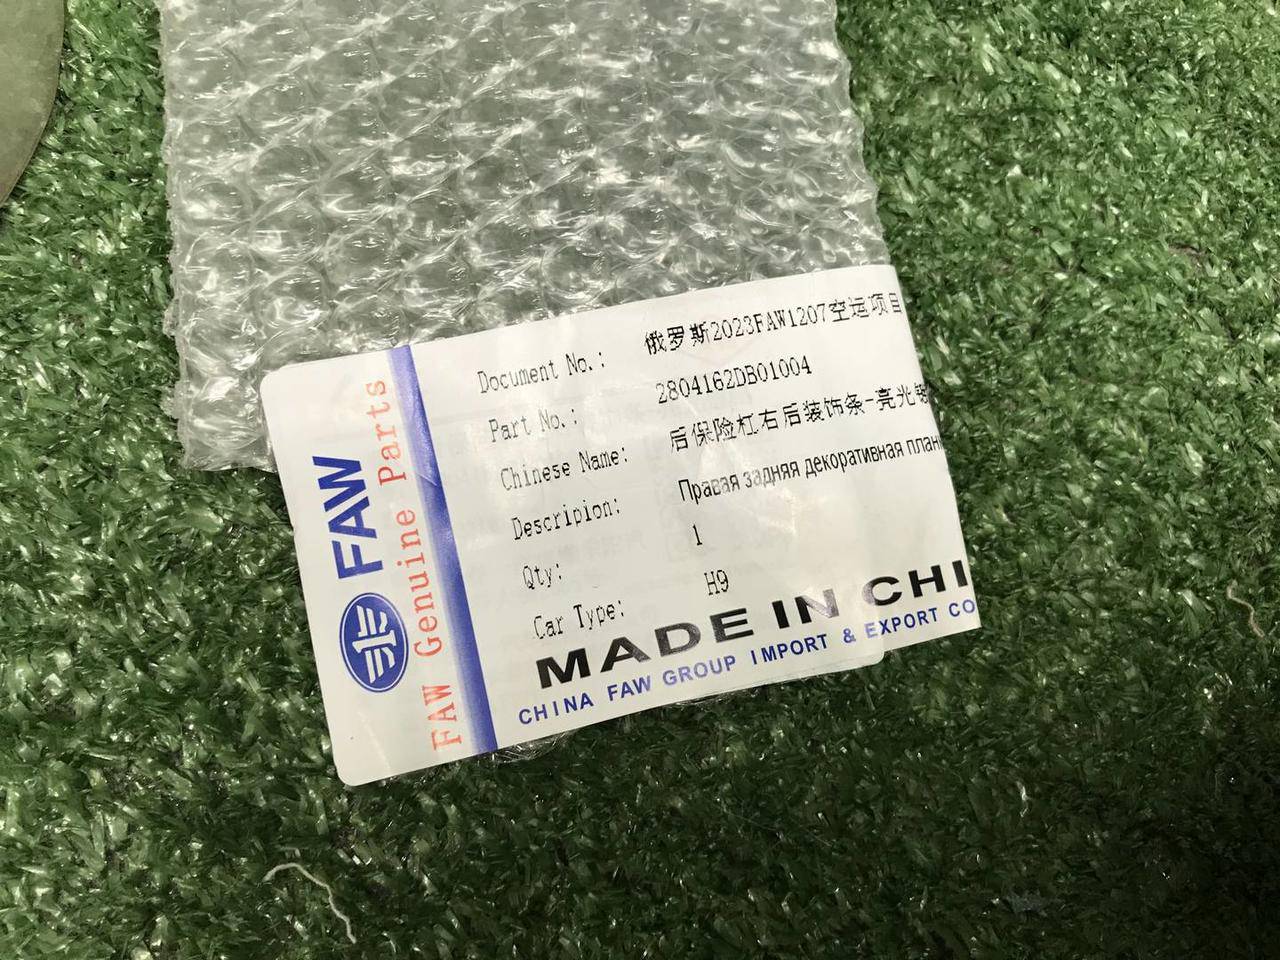 FAW
FAW Genuine Parts
Document No.: 俄罗斯2023FAW1207空运项目
Part No.: 2804162DB01004
Chinese Name: 后保险杠右后装饰条-亮光
Descripion: Правая задняя декоративная план
Qty: 1
Car Type: H9
MADE IN CHI
CHINA FAW GROUP IMPORT & EXPORT CO